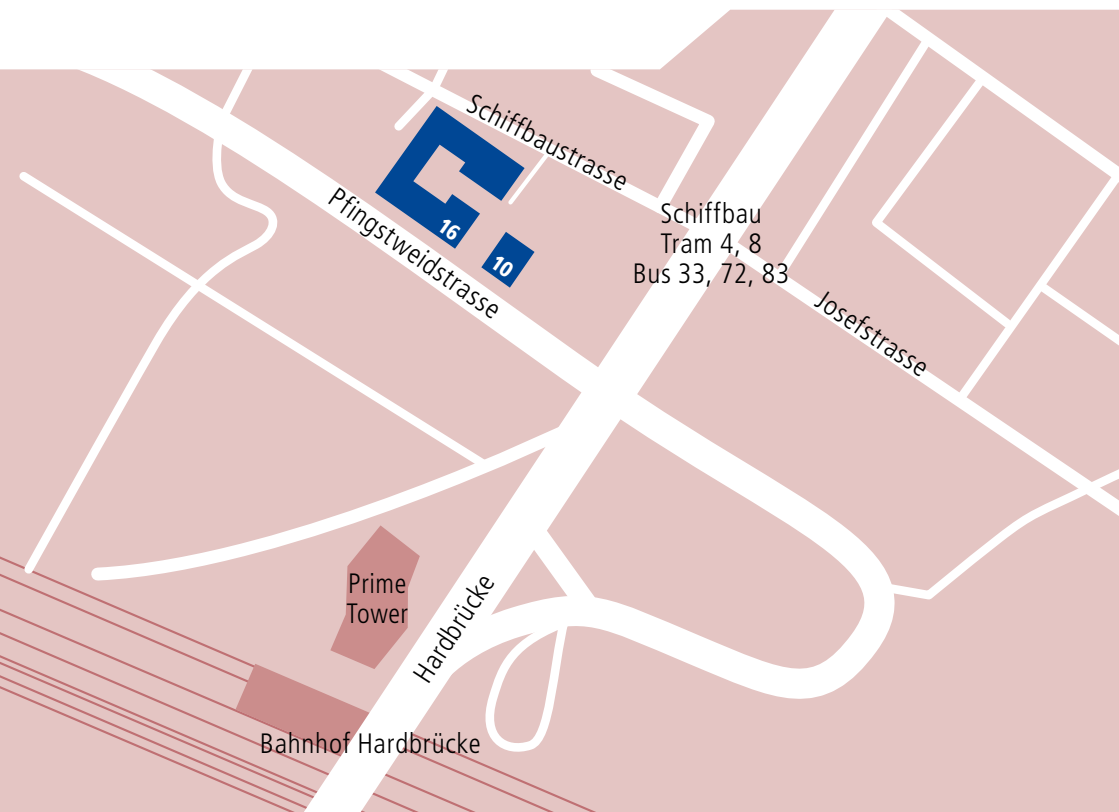 Schiffbaustrasse
Pfingstweidstrasse
16
10
Schiffbau
Tram 4, 8
Bus 33, 72, 83
Josefstrasse
Prime
Tower
Hardbrücke
Bahnhof Hardbrücke